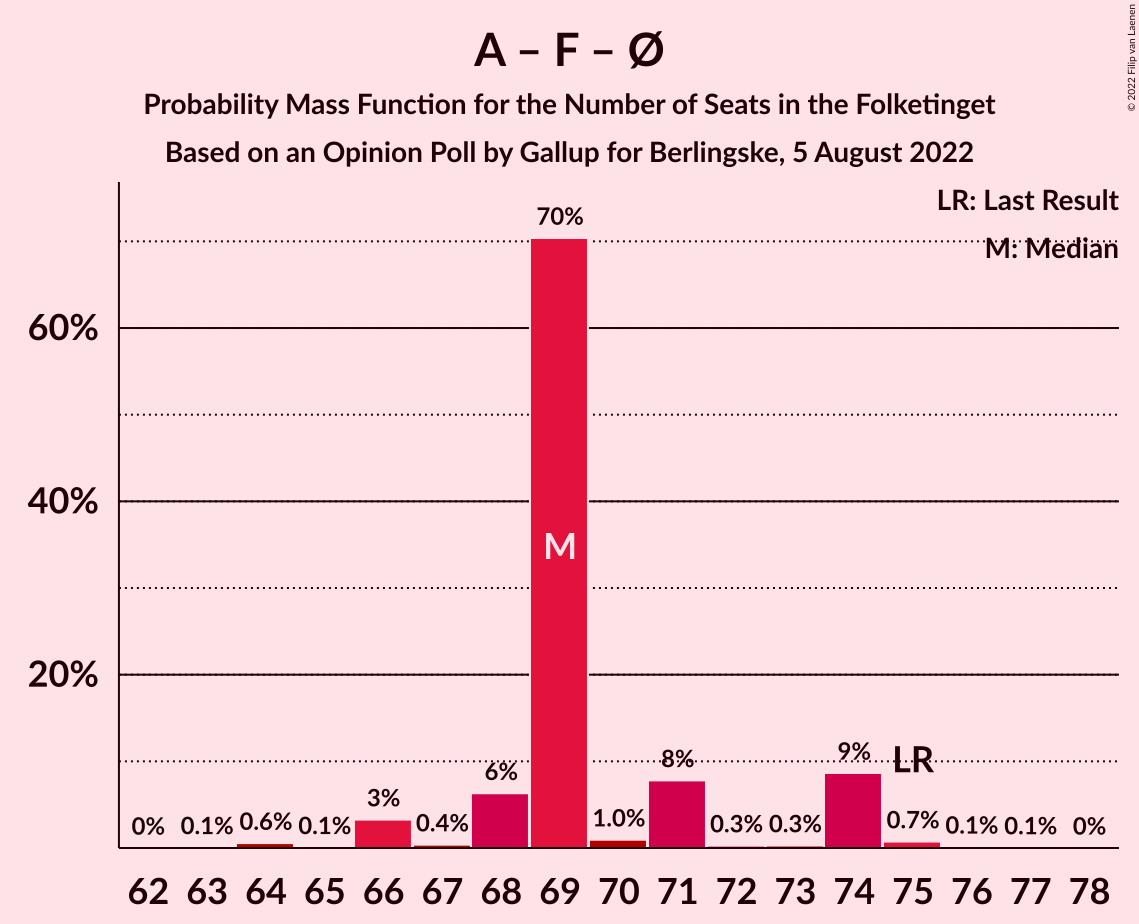 A – F – Ø
Probability Mass Function for the Number of Seats in the Folketinget
Based on an Opinion Poll by Gallup for Berlingske, 5 August 2022
© 2022 Filip van Laenen
LR: Last Result
M: Median
60%
40%
20%
0% 0.1% 0.6% 0.1% 3% 0.4% 6% 70% 1.0% 8% 0.3% 0.3% 9% 0.7% 0.1% 0.1% 0%
M
LR
62 63 64 65 66 67 68 69 70 71 72 73 74 75 76 77 78